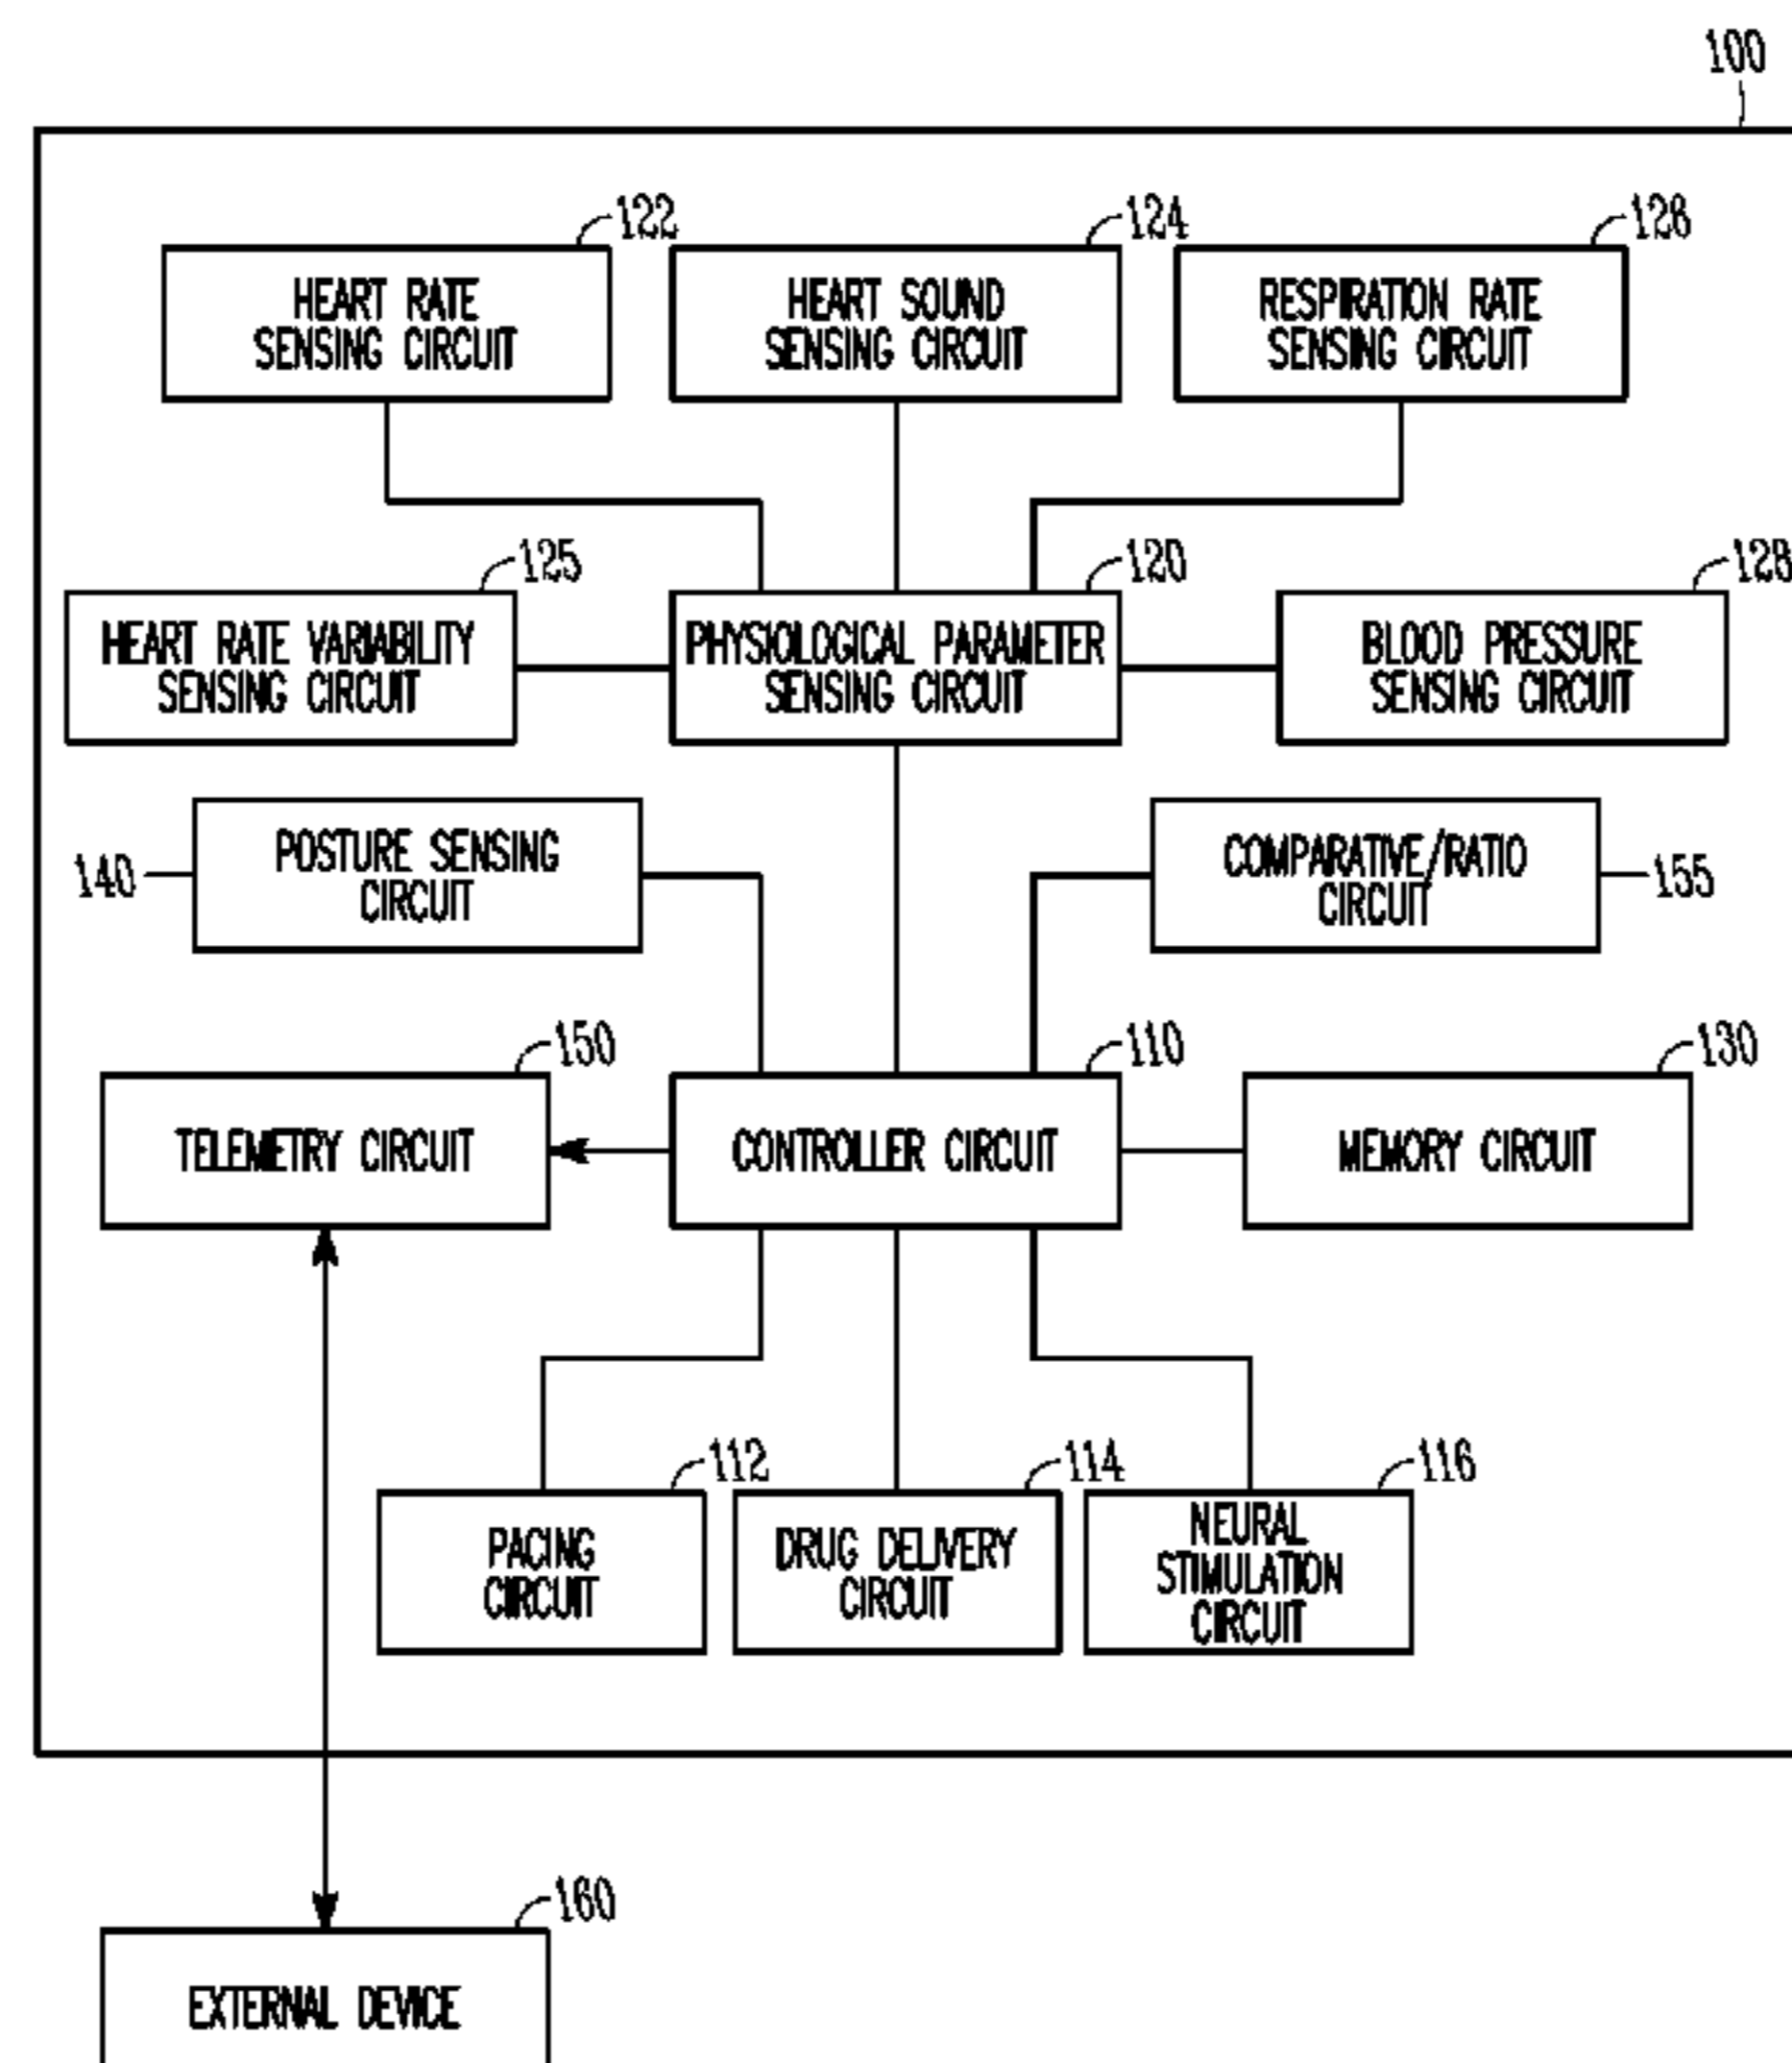 100
122
124
126
HEART RATE
SENSING CIRCUIT
HEART SOUND
SENSING CIRCUIT
RESPIRATION RATE
SENSING CIRCUIT
125
120
128
HEART RATE VARIABILITY
SENSING CIRCUIT
PHYSIOLOGICAL PARAMETER
SENSING CIRCUIT
BLOOD PRESSURE
SENSING CIRCUIT
140
POSTURE SENSING
CIRCUIT
COMPARATIVE/RATIO
CIRCUIT
155
150
110
130
TELEMETRY CIRCUIT
CONTROLLER CIRCUIT
MEMORY CIRCUIT
112
114
116
PACING
CIRCUIT
DRUG DELIVERY
CIRCUIT
NEURAL
STIMULATION
CIRCUIT
160
EXTERNAL DEVICE